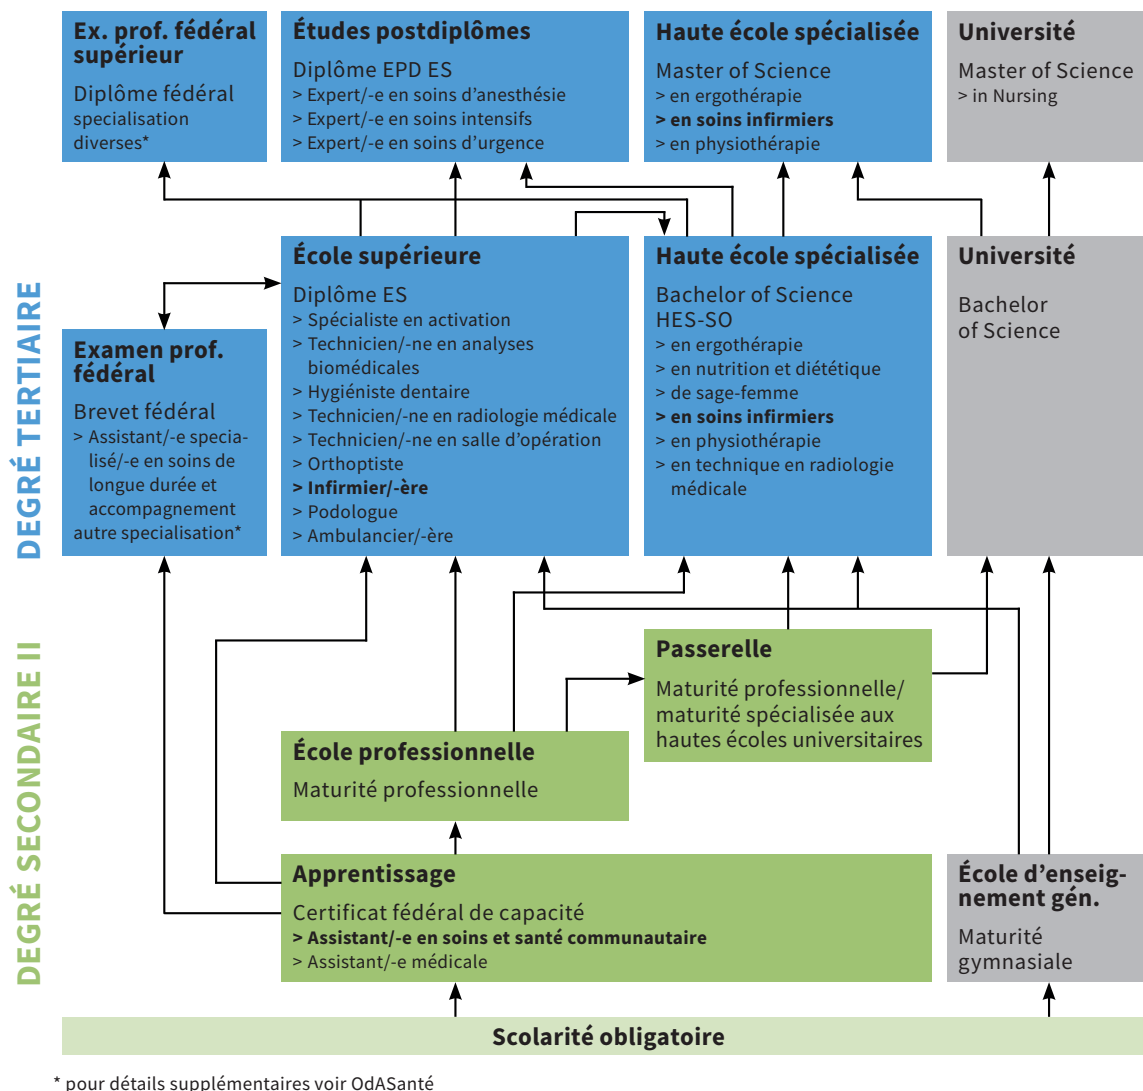 Ex. prof. fédéral
supérieur
Diplôme fédéral
specialisation
diverses*
Études postdiplômes
Diplôme EPD ES
> Expert/-e en soins d'anesthésie
> Expert/-e en soins intensifs
> Expert/-e en soins d'urgence
Haute école spécialisée
Master of Science
> en ergothérapie
> en soins infirmiers
> en physiothérapie
Université
Master of Science
> in Nursing
DEGRÉ TERTIAIRE
Examen prof.
fédéral
Brevet fédéral
> Assistant/-e specia-
lisé/-e en soins de
longue durée et
accompagnement
autre specialisation*
École supérieure
Diplôme ES
> Spécialiste en activation
> Technicien/-ne en analyses
biomédicales
> Hygiéniste dentaire
> Technicien/-ne en radiologie médicale
> Technicien/-ne en salle d'opération
> Orthoptiste
> Infirmier/-ère
> Podologue
> Ambulancier/-ère
Haute école spécialisée
Bachelor of Science
HES-SO
> en ergothérapie
> en nutrition et diététique
> de sage-femme
> en soins infirmiers
> en physiothérapie
> en technique en radiologie
médicale
Université
Bachelor
of Science
DEGRÉ SECONDAIRE II
Passerelle
Maturité professionnelle/
maturité spécialisée aux
hautes écoles universitaires
École professionnelle
Maturité professionnelle
Apprentissage
Certificat fédéral de capacité
> Assistant/-e en soins et santé communautaire
> Assistant/-e médicale
École d'enseig-
nement gén.
Maturité
gymnasiale
Scolarité obligatoire
* pour détails supplémentaires voir OdASanté